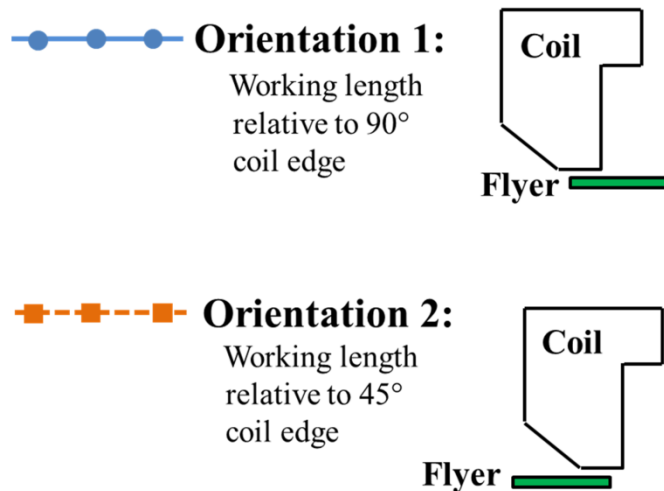 Orientation 1:
Working length
relative to 90°
coil edge
Coil
Flyer
Orientation 2:
Working length
relative to 45°
coil edge
Coil
Flyer